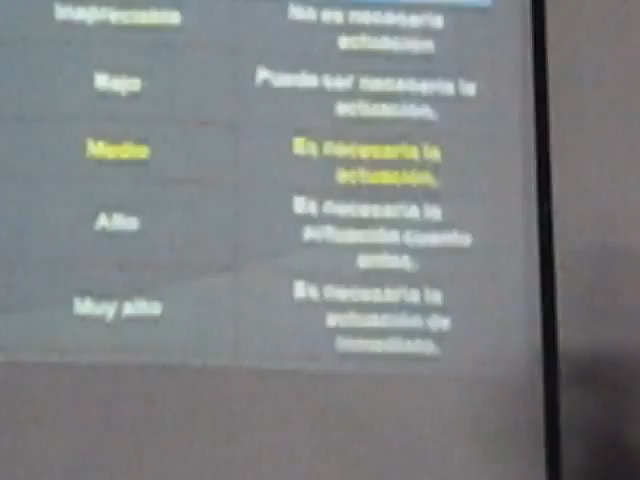 Inapreciable
No es necesaria
actuación
Bajo
Puede ser necesaria la
actuación.
Medio
Es necesaria la
actuación.
Alto
Es necesaria la
actuación cuanto
antes.
Muy alto
Es necesaria la
actuación de
inmediato.